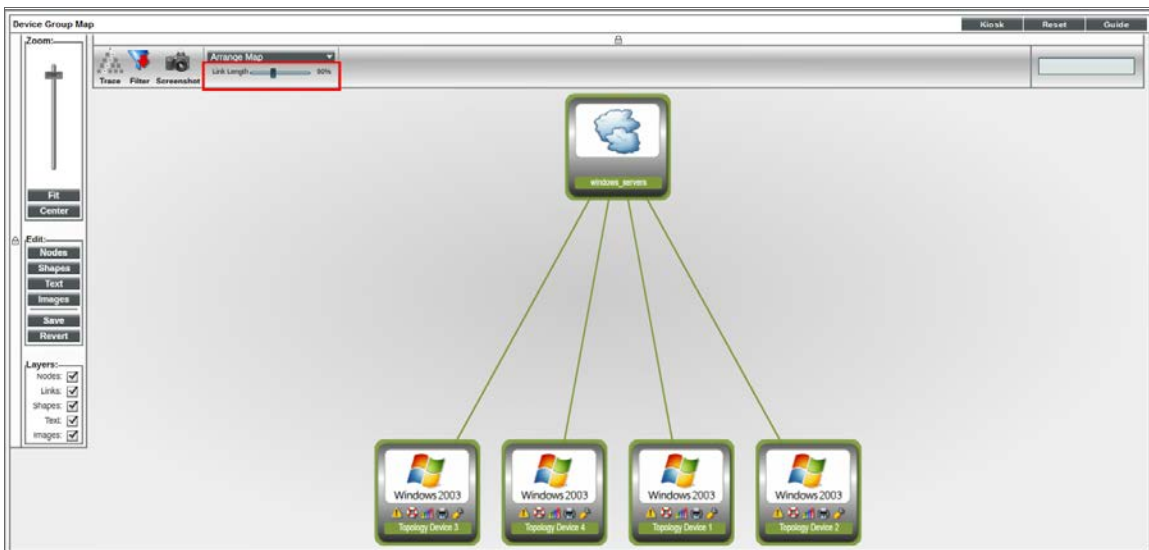 Device Group Map
Kiosk Reset Guide
Zoom:
Arrange Map
Link Length
Trace Filter Screenshot
windows_servers
Fit
Center
Edit:
Nodes
Shapes
Text
Images
Save
Revert
Layers:
Nodes:
Links:
Shapes:
Text:
Images:
Windows 2003 Windows 2003 Windows 2003 Windows 2003
Topology Device 3 Topology Device 4 Topology Device 1 Topology Device 2